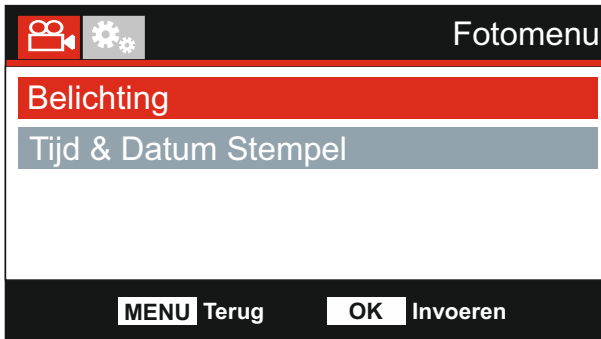 Fotomenu
Belichting
Tijd & Datum Stempel
MENU Terug OK Invoeren